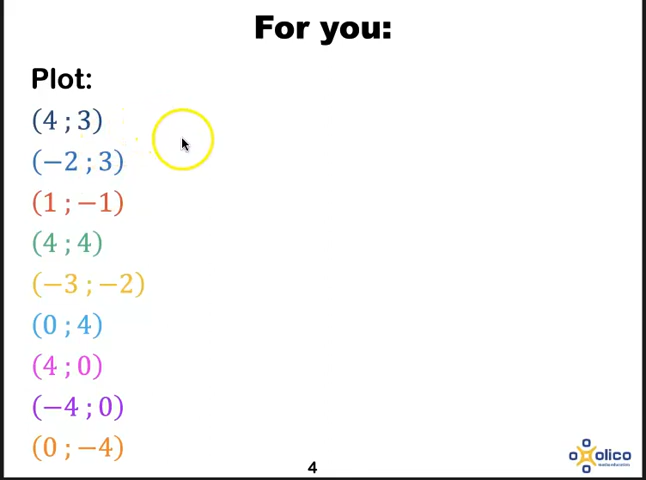 For you:
Plot:
(4 ; 3)
(−2 ; 3)
(1 ; −1)
(4 ; 4)
(−3 ; −2)
(0 ; 4)
(4 ; 0)
(−4 ; 0)
(0 ; −4)
4
olico